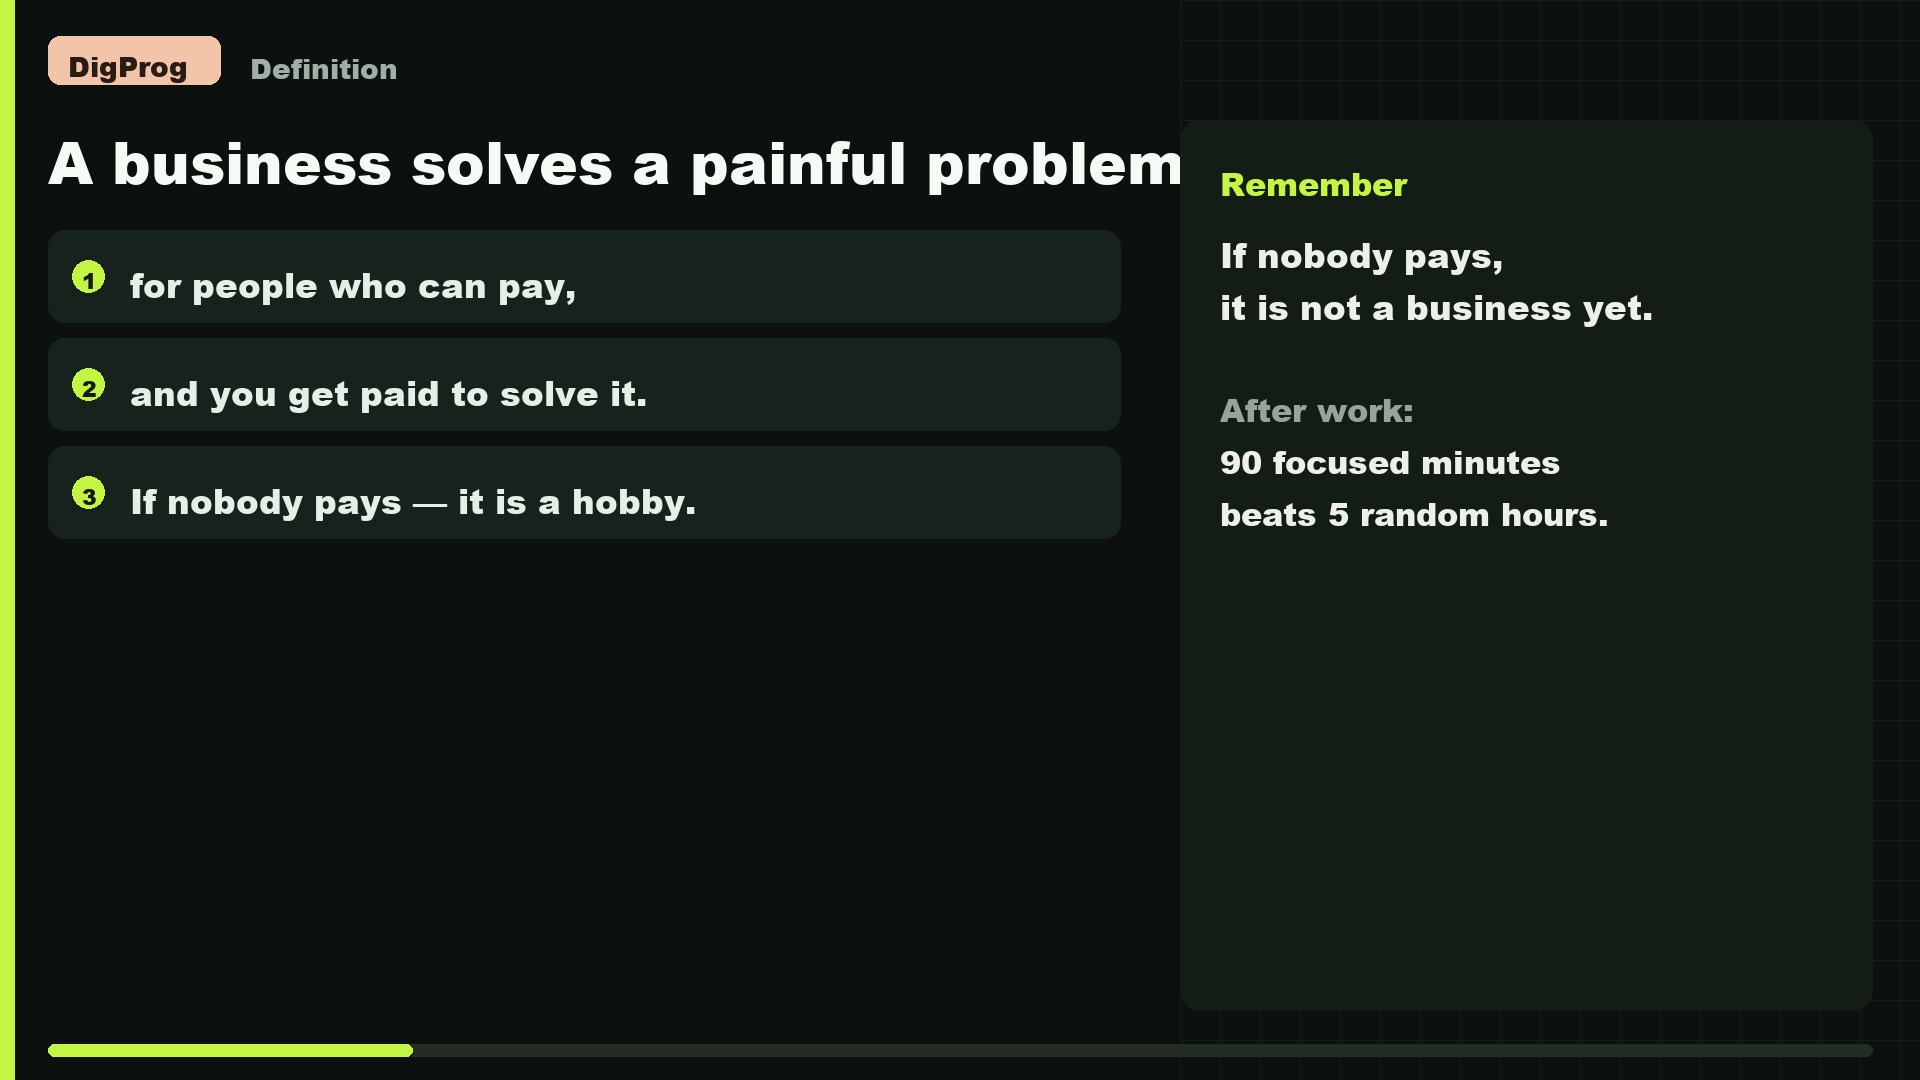 DigProg
Definition
A business solves a painful problem
1 for people who can pay,
2 and you get paid to solve it.
3 If nobody pays — it is a hobby.
Remember
If nobody pays,
it is not a business yet.
After work:
90 focused minutes
beats 5 random hours.